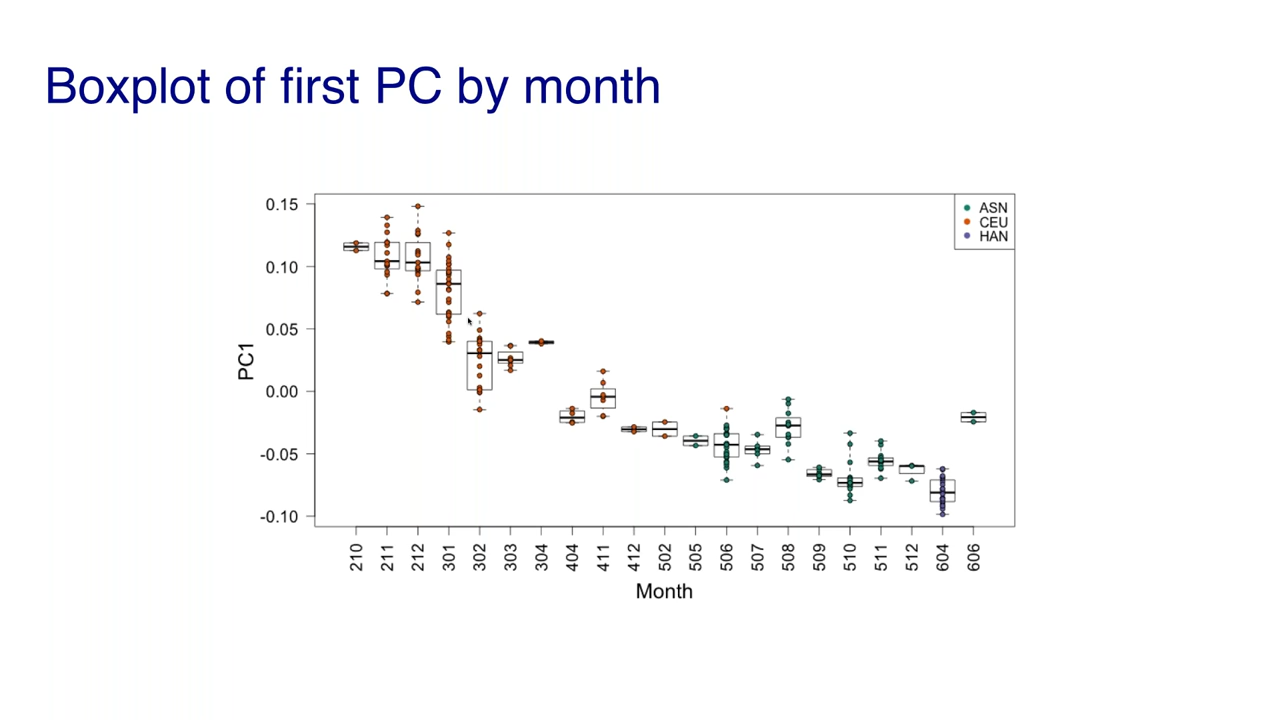 Boxplot of first PC by month
0.15
0.10
0.05
0.00
-0.05
-0.10
PC1
ASN
CEU
HAN
210 211 212 301 302 303 304 404 411 412 502 505 506 507 508 509 510 511 512 604 606
Month